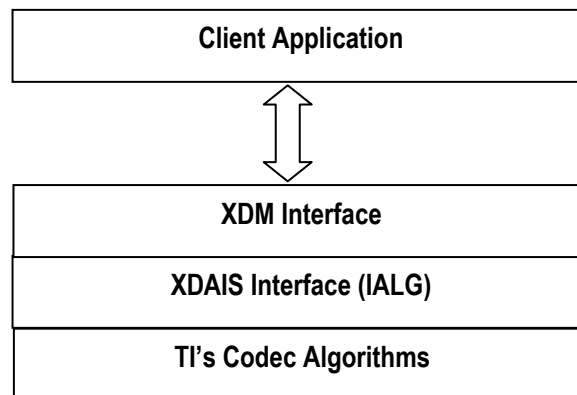 Client Application
XDM Interface
XDAIS Interface (IALG)
TI's Codec Algorithms